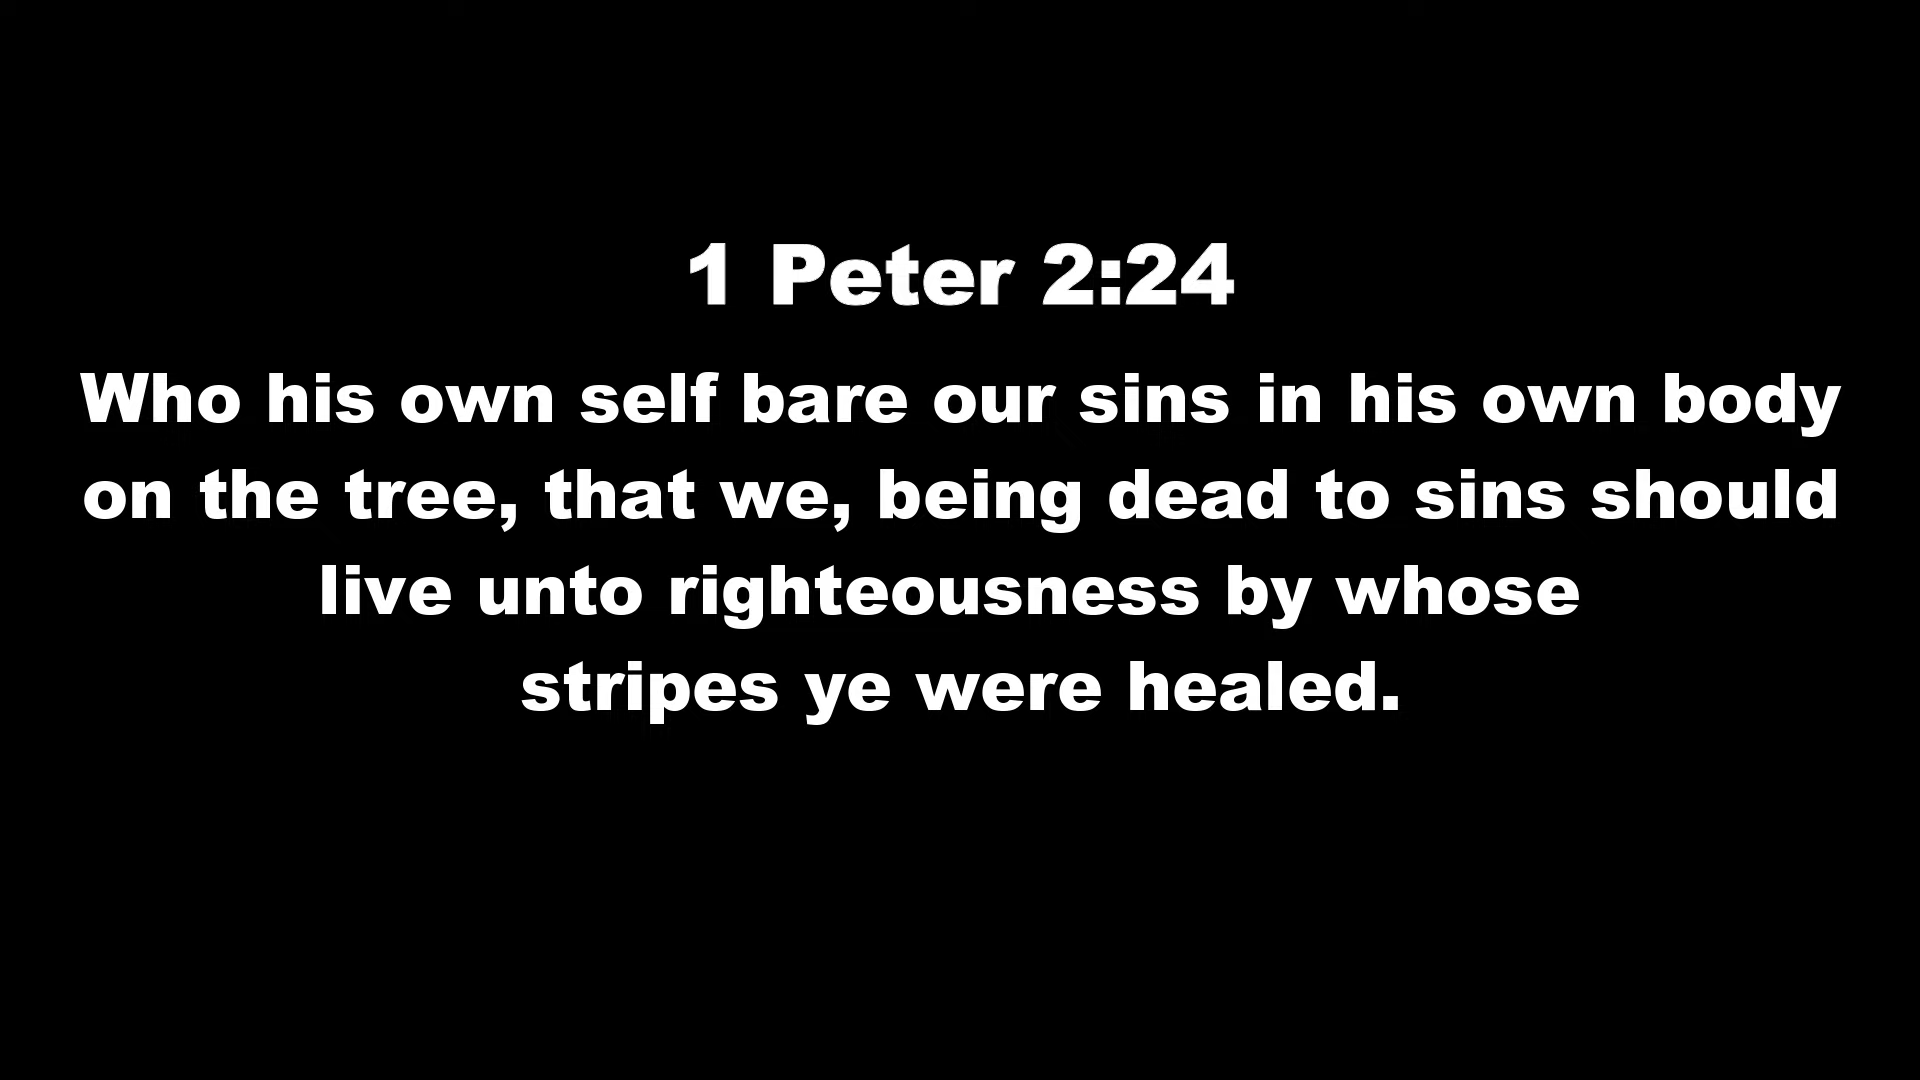 1 Peter 2:24
Who his own self bare our sins in his own body
on the tree, that we, being dead to sins should
live unto righteousness by whose
stripes ye were healed.